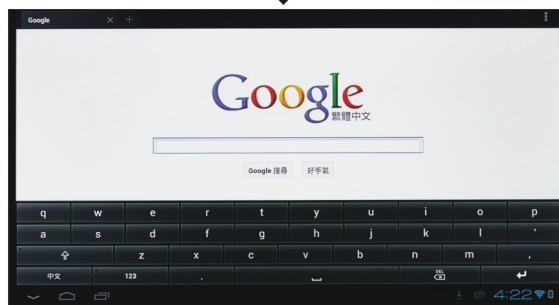 Google
Google
繁體中文
Google 搜尋 好手氣
q w e r t y u i o p
a s d f g h j k l '
z x c v b n m ,
中文 123 . DEL
4:22